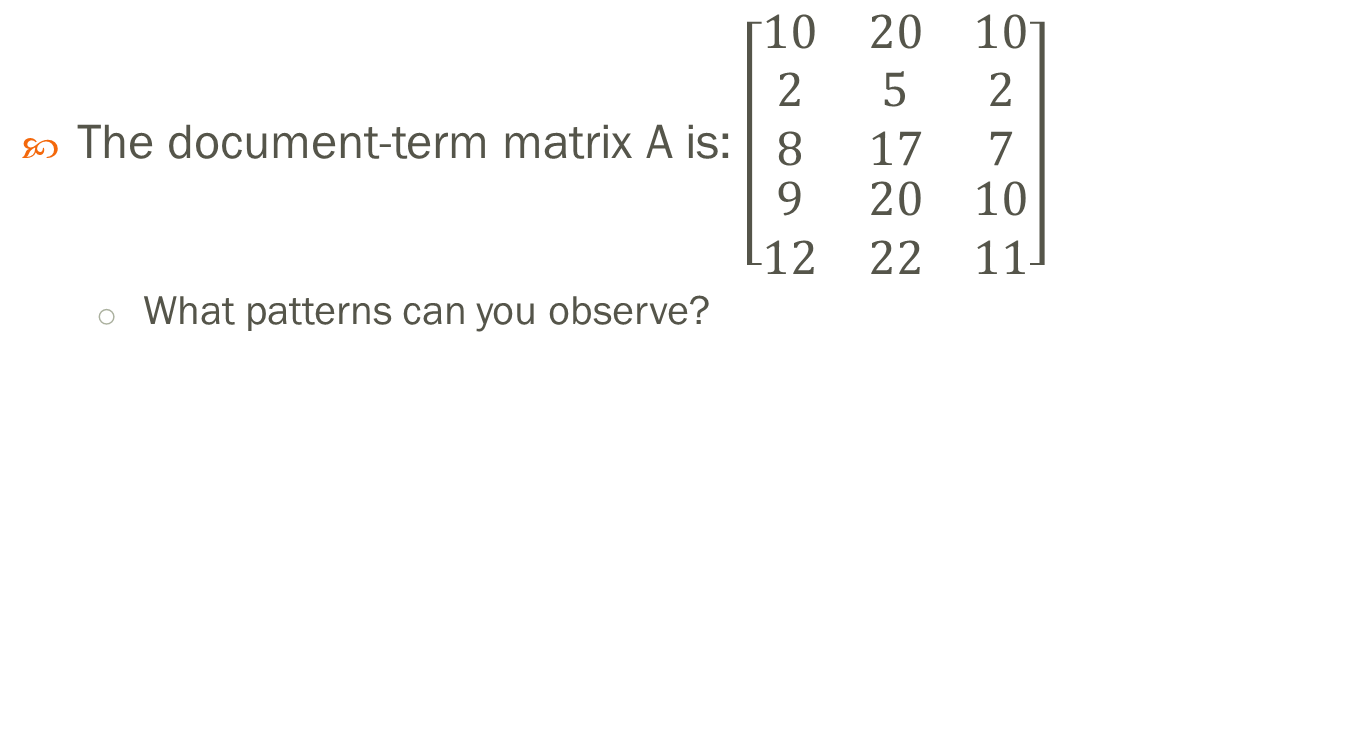 The document-term matrix A is:
10 20 10
2 5 2
8 17 7
9 20 10
12 22 11
What patterns can you observe?